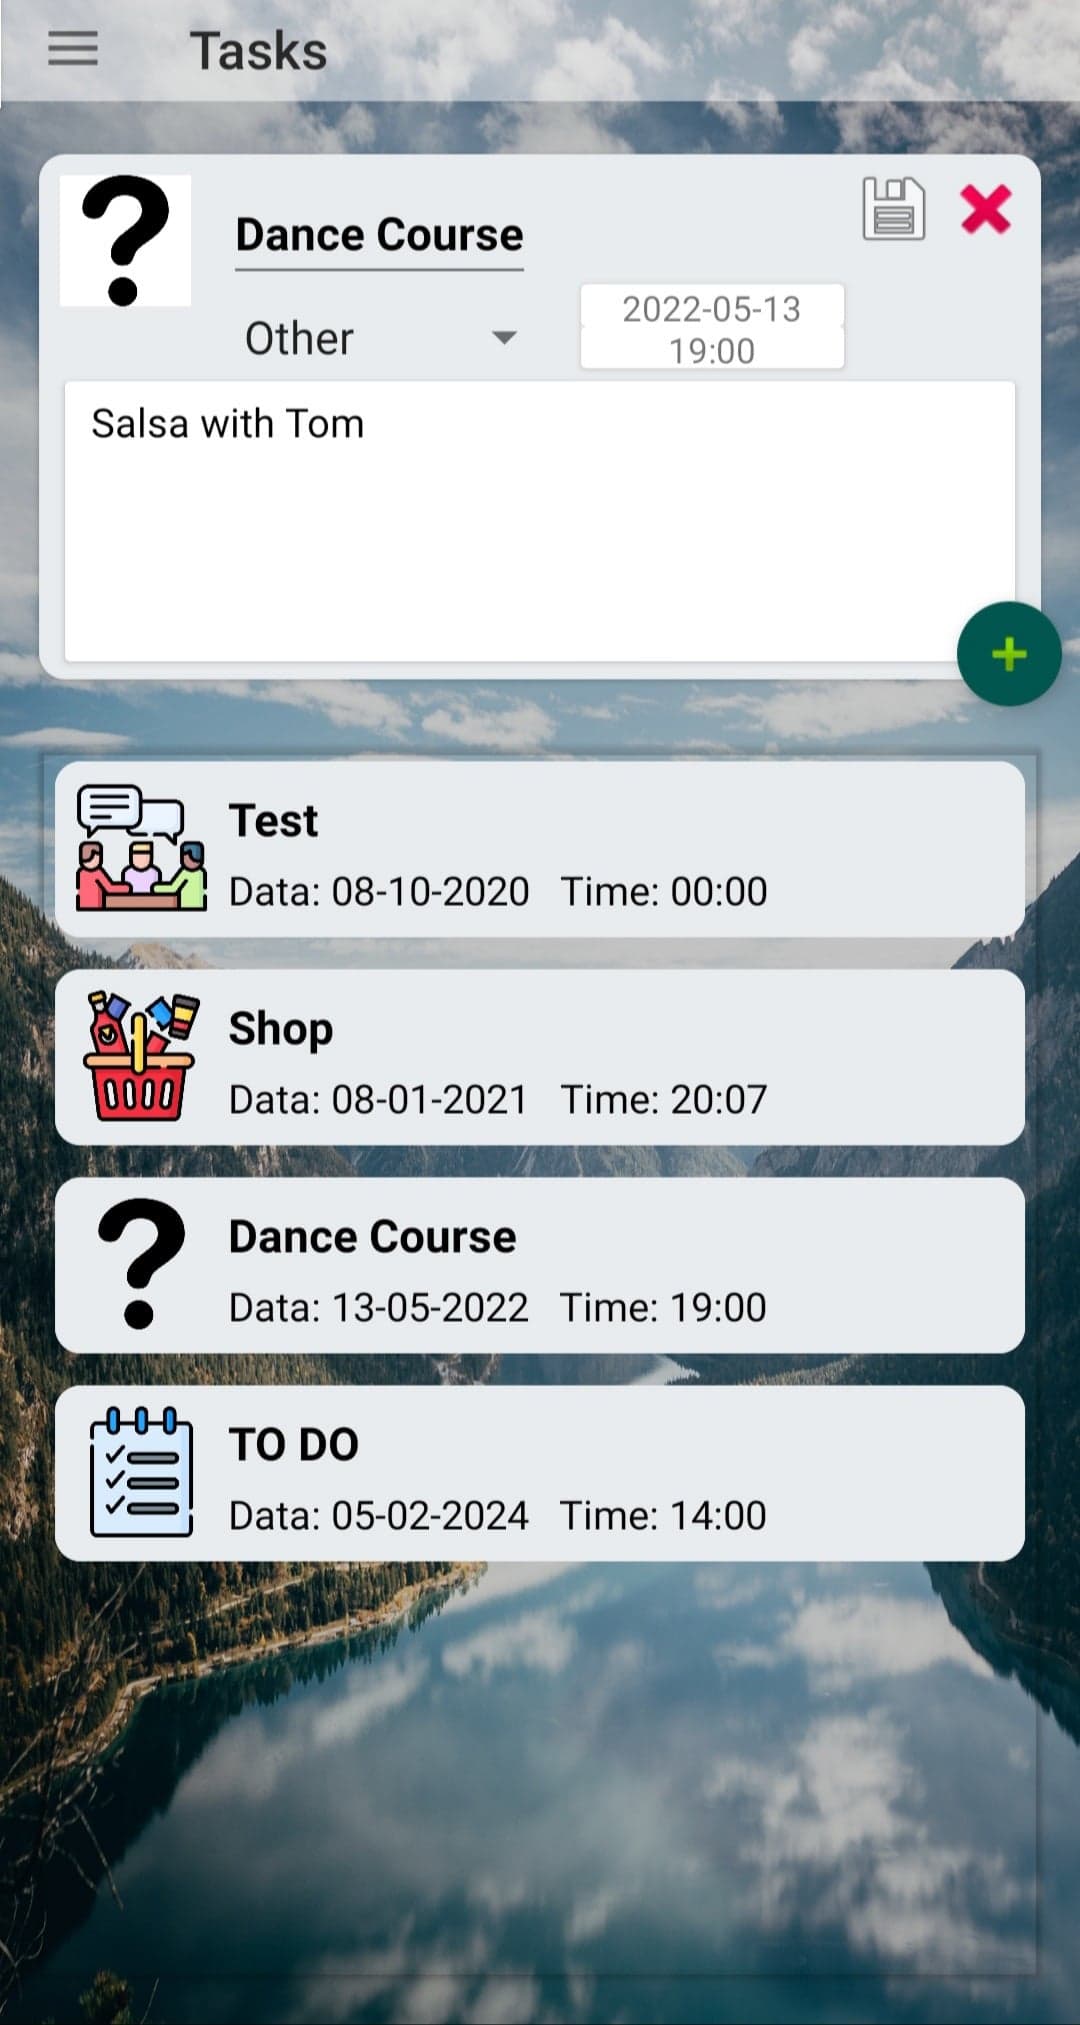 Tasks
Dance Course
Other
2022-05-13
19:00
Salsa with Tom
Test
Data: 08-10-2020 Time: 00:00
Shop
Data: 08-01-2021 Time: 20:07
Dance Course
Data: 13-05-2022 Time: 19:00
TO DO
Data: 05-02-2024 Time: 14:00